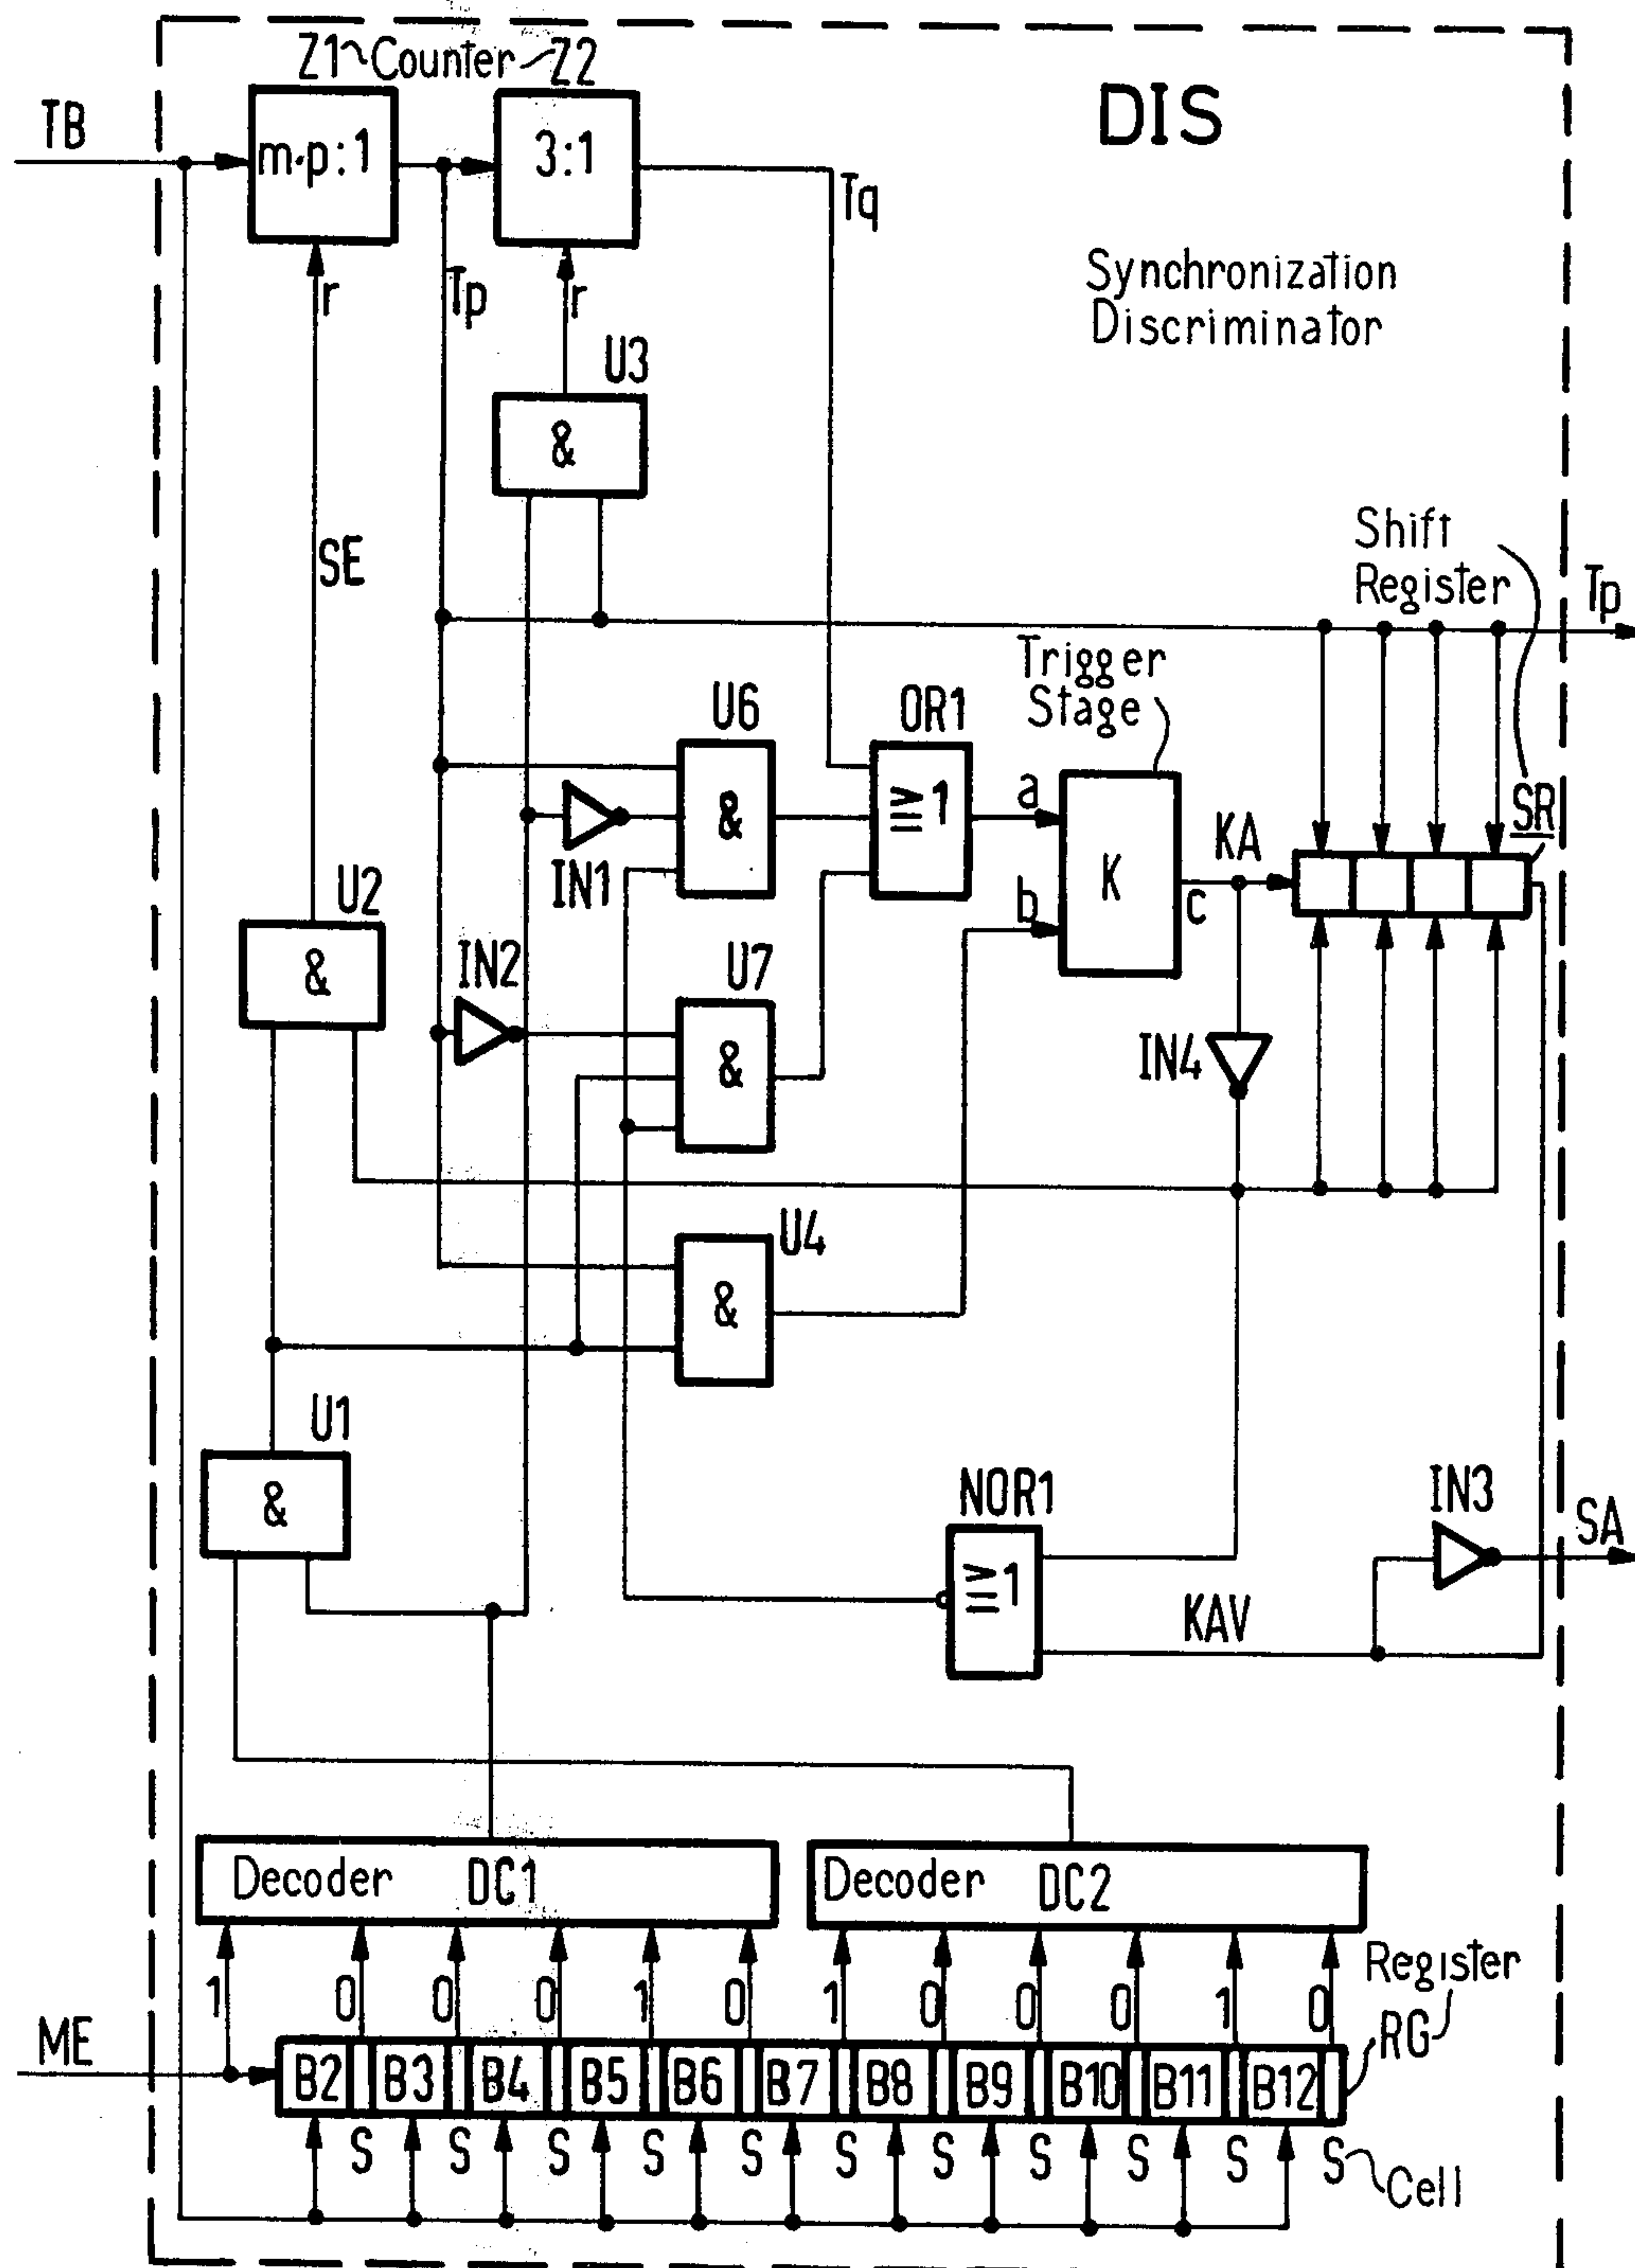 Z1 Counter Z2
TB
m·p:1
3:1
DIS
Tq
Synchronization
Discriminator
r
Tp
r
U3
&
SE
Shift
Register
Tp
Trigger
Stage
U6
OR1
&
≥1
a
K
KA
SR
IN1
b
c
U2
&
IN2
U7
&
IN4
U4
&
U1
&
NOR1
≥1
IN3
SA
KAV
Decoder DC1
Decoder DC2
1 0 0 0 1 0 1 0 0 0 1 0
Register
RG
ME
B2 B3 B4 B5 B6 B7 B8 B9 B10 B11 B12
S S S S S S S S S S S
Cell